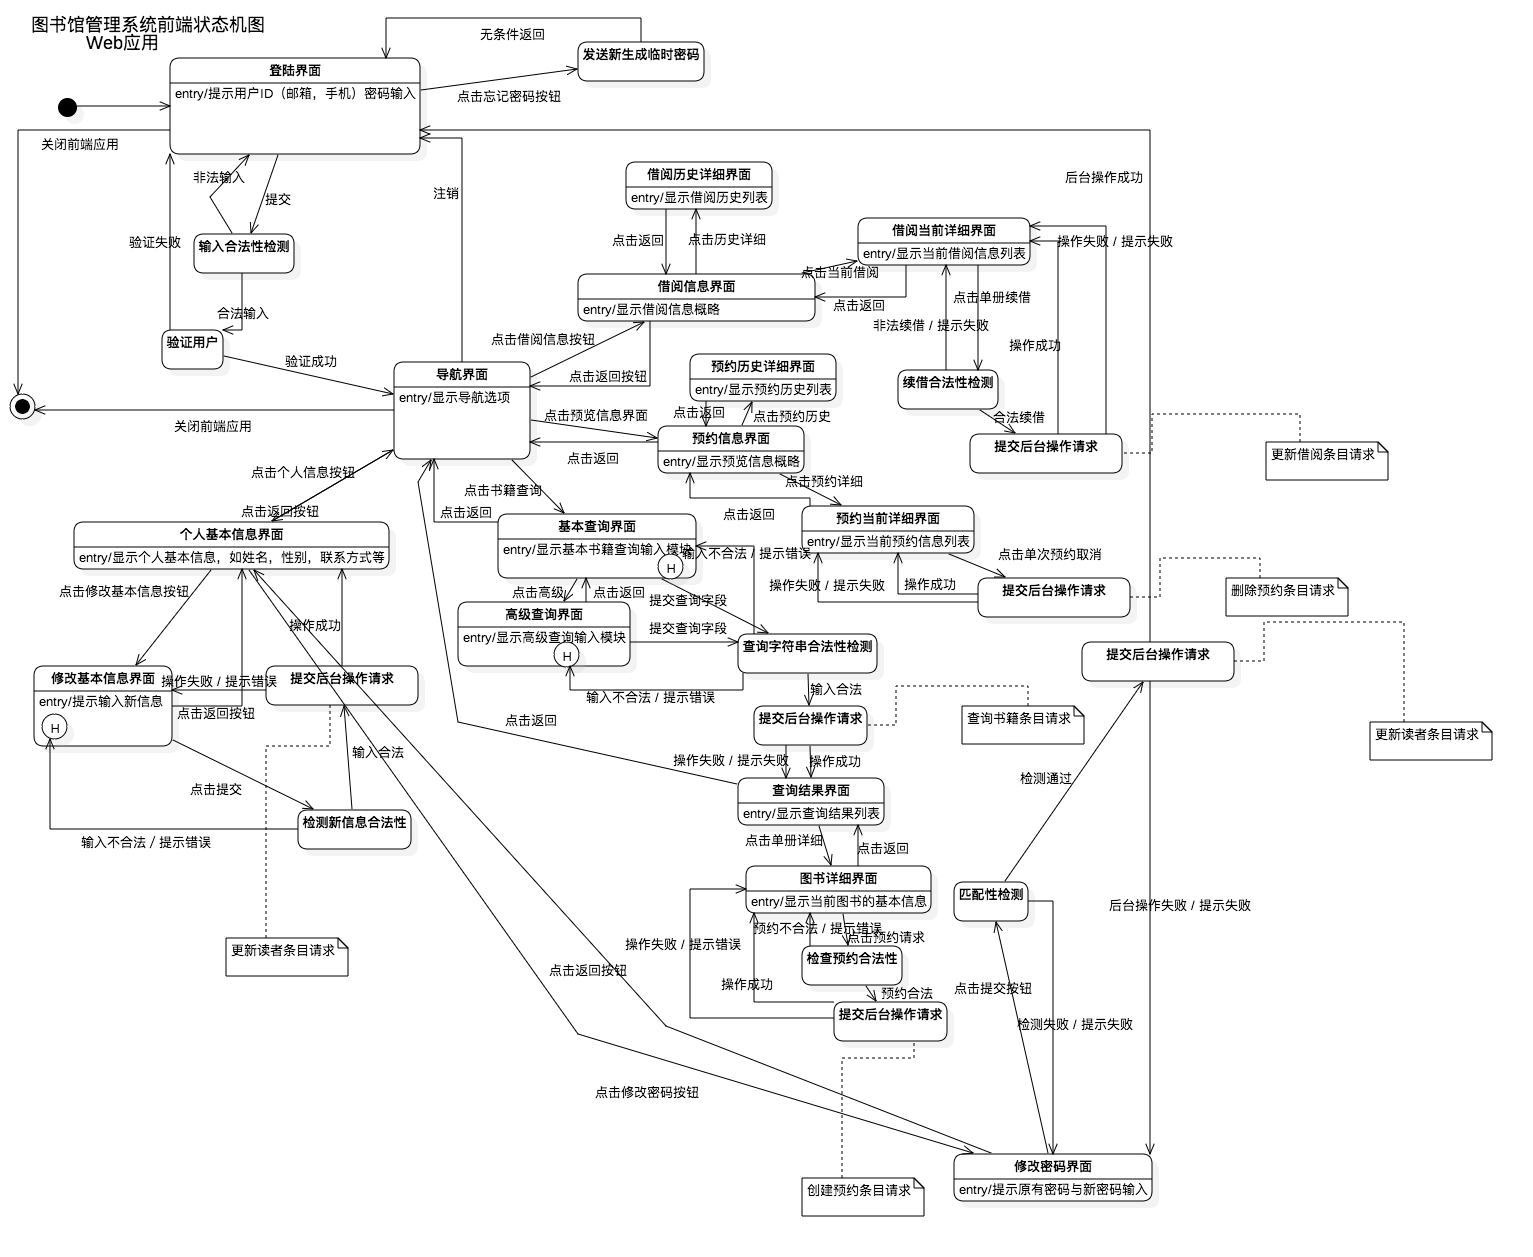 图书馆管理系统前端状态机图
Web应用
无条件返回
发送新生成临时密码
登陆界面
entry/提示用户ID（邮箱，手机）密码输入
点击忘记密码按钮
关闭前端应用
非法输入
提交
注销
后台操作成功
验证失败
输入合法性检测
合法输入
验证用户
验证成功
借阅历史详细界面
entry/显示借阅历史列表
点击返回
点击历史详细
借阅当前详细界面
entry/显示当前借阅信息列表
操作失败 / 提示失败
点击当前借阅
借阅信息界面
entry/显示借阅信息概略
点击返回
点击单册续借
非法续借 / 提示失败
操作成功
点击借阅信息按钮
点击返回按钮
导航界面
entry/显示导航选项
关闭前端应用
预约历史详细界面
entry/显示预约历史列表
续借合法性检测
合法续借
点击返回
点击预约历史
点击预览信息界面
预约信息界面
entry/显示预览信息概略
点击返回
提交后台操作请求
更新借阅条目请求
点击个人信息按钮
点击返回按钮
点击书籍查询
点击返回
点击预约详细
点击返回
预约当前详细界面
entry/显示当前预约信息列表
个人基本信息界面
entry/显示个人基本信息，如姓名，性别，联系方式等
基本查询界面
entry/显示基本书籍查询输入模块
H
输入不合法 / 提示错误
点击单次预约取消
操作失败 / 提示失败
操作成功
提交后台操作请求
删除预约条目请求
点击修改基本信息按钮
点击高级
点击返回
提交查询字段
高级查询界面
entry/显示高级查询输入模块
H
提交查询字段
操作成功
查询字符串合法性检测
提交后台操作请求
修改基本信息界面
entry/提示输入新信息
H
操作失败 / 提示错误
提交后台操作请求
点击返回按钮
输入不合法 / 提示错误
输入合法
提交后台操作请求
查询书籍条目请求
更新读者条目请求
点击返回
输入合法
点击提交
操作失败 / 提示失败
操作成功
检测通过
查询结果界面
entry/显示查询结果列表
检测新信息合法性
输入不合法 / 提示错误
点击单册详细
点击返回
图书详细界面
entry/显示当前图书的基本信息
匹配性检测
后台操作失败 / 提示失败
预约不合法 / 提示错误
点击预约请求
操作失败 / 提示错误
检查预约合法性
更新读者条目请求
点击返回按钮
操作成功
预约合法
点击提交按钮
提交后台操作请求
检测失败 / 提示失败
点击修改密码按钮
修改密码界面
entry/提示原有密码与新密码输入
创建预约条目请求